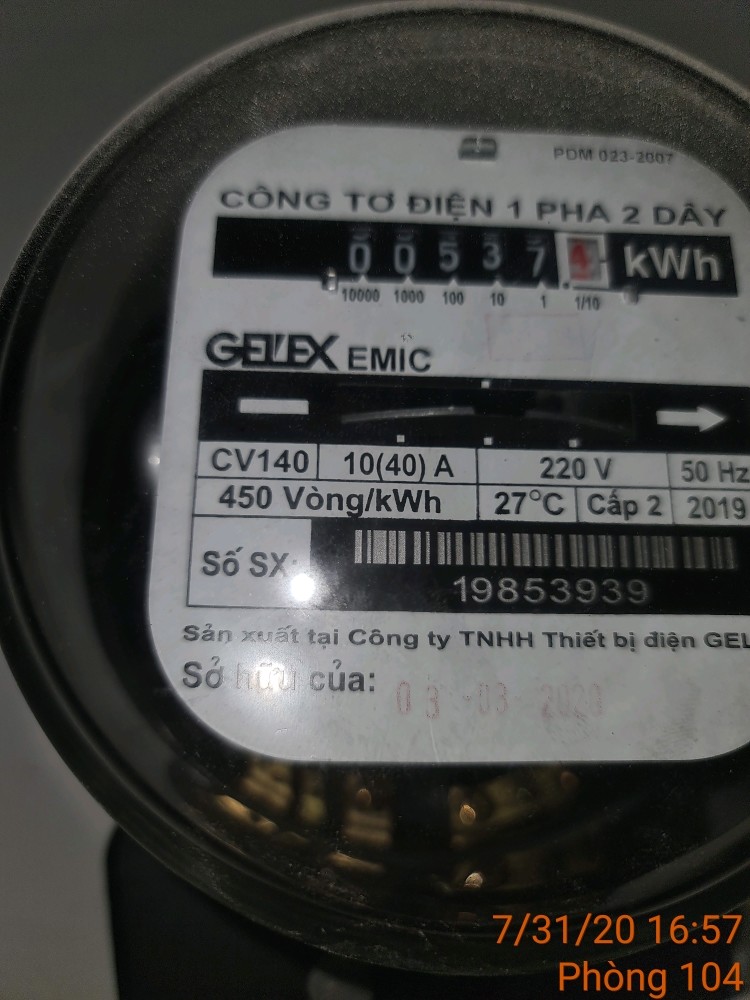 PDM 023-2007
CÔNG TƠ ĐIỆN 1 PHA 2 DÂY
0 0 5 3 7 4 kWh
10000 1000 100 10 1 1/10
GELEX EMIC
CV140 10(40) A 220 V 50 Hz
450 Vòng/kWh 27°C Cấp 2 2019
Số SX:
19853939
Sản xuất tại Công ty TNHH Thiết bị điện GEL
Sở hữu của:
03 -03 2020
7/31/20 16:57
Phòng 104